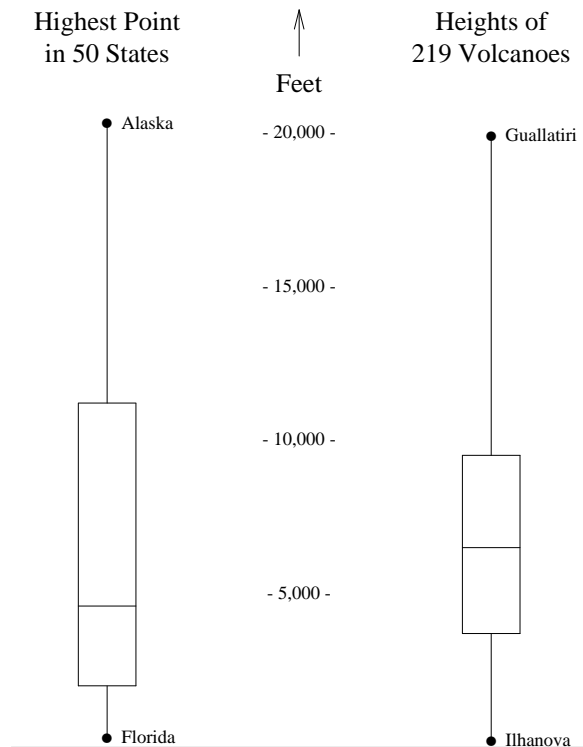 Highest Point
in 50 States
Feet
Heights of
219 Volcanoes
Alaska
- 20,000 -
Guallatiri
- 15,000 -
- 10,000 -
- 5,000 -
Florida
Ilhanova